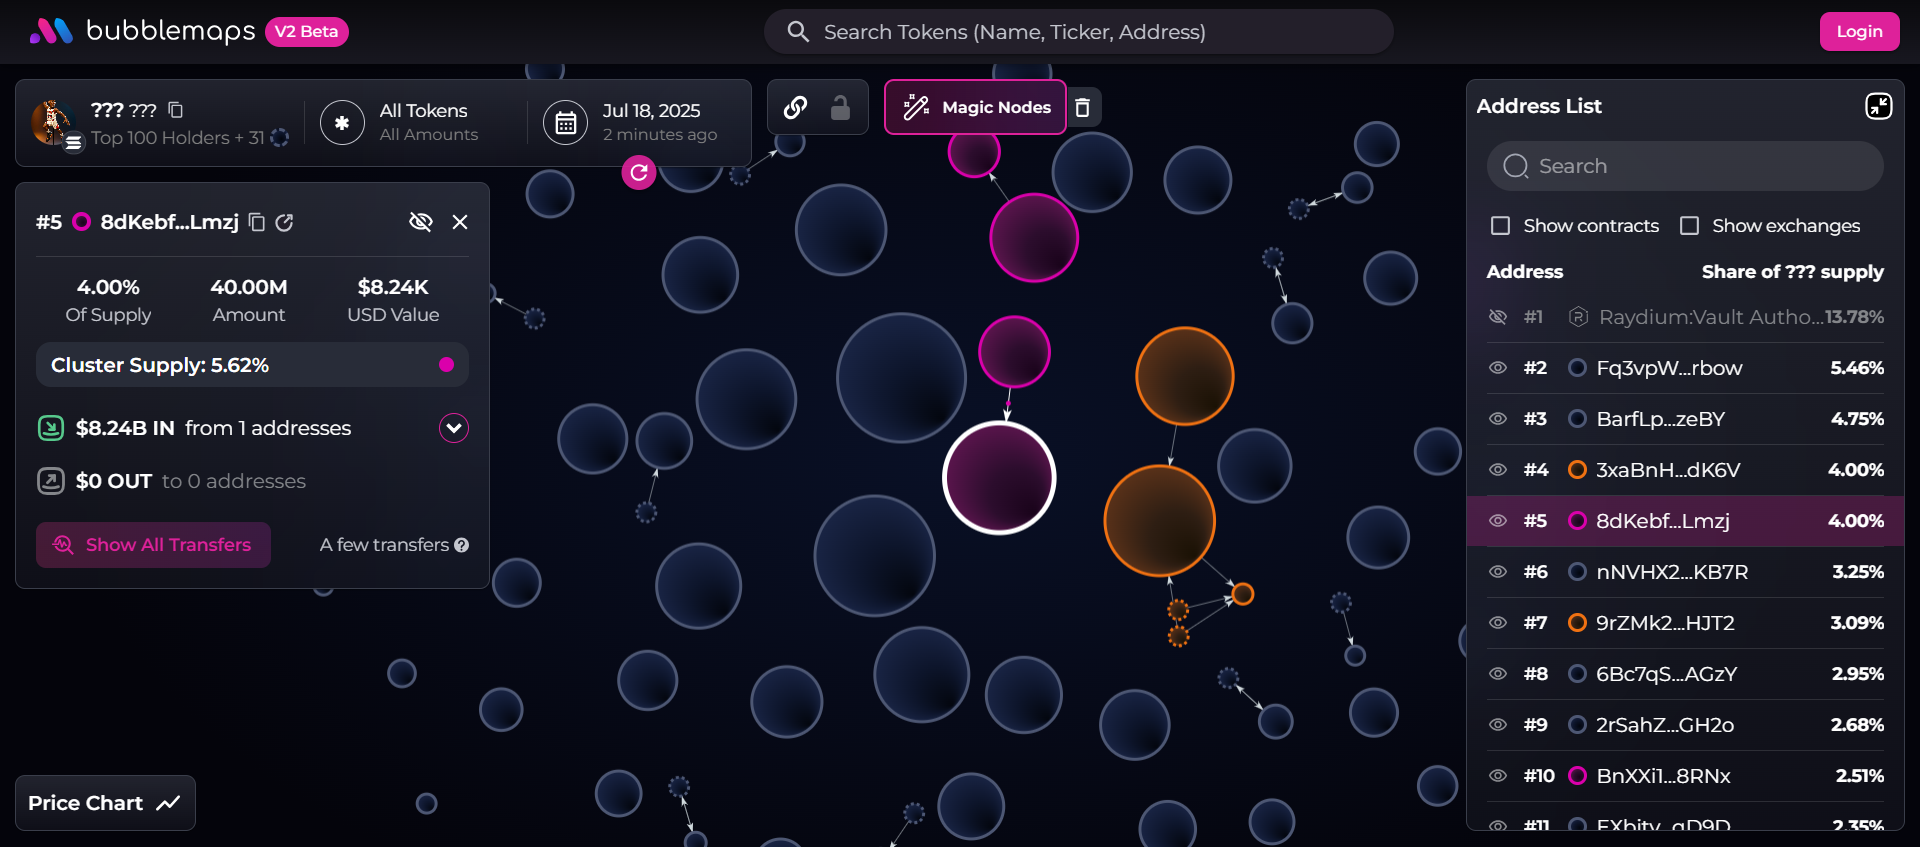 bubblemaps V2 Beta
Search Tokens (Name, Ticker, Address)
Login
??? ???
Top 100 Holders + 31
All Tokens
All Amounts
Jul 18, 2025
2 minutes ago
Magic Nodes
#5 8dKebf...Lmzj
4.00% 40.00M $8.24K
Of Supply Amount USD Value
Cluster Supply: 5.62%
$8.24B IN from 1 addresses
$0 OUT to 0 addresses
Show All Transfers A few transfers
Price Chart
Address List
Search
Show contracts Show exchanges
Address Share of ??? supply
#1 Raydium:Vault Autho... 13.78%
#2 Fq3vpW...rbow 5.46%
#3 BarfLp...zeBY 4.75%
#4 3xaBnH...dK6V 4.00%
#5 8dKebf...Lmzj 4.00%
#6 nNVHX2...KB7R 3.25%
#7 9rZMk2...HJT2 3.09%
#8 6Bc7qS...AGzY 2.95%
#9 2rSahZ...GH2o 2.68%
#10 BnXXi1...8RNx 2.51%
#11 2.35%